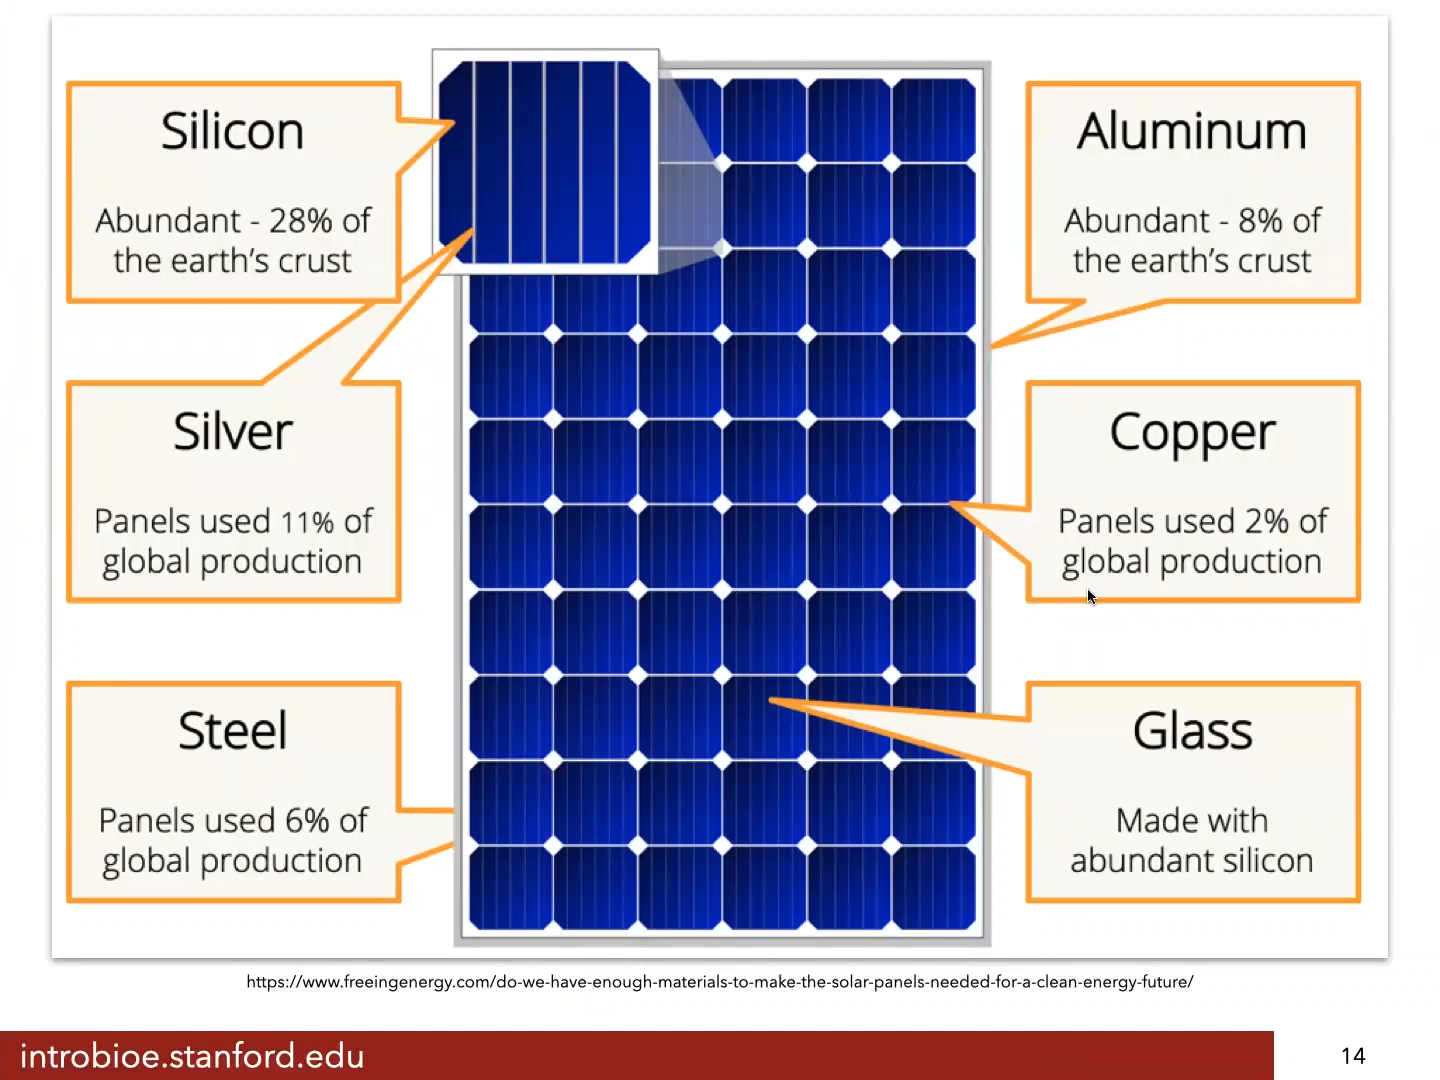 Silicon
Abundant - 28% of
the earth's crust
Silver
Panels used 11% of
global production
Steel
Panels used 6% of
global production
Aluminum
Abundant - 8% of
the earth's crust
Copper
Panels used 2% of
global production
Glass
Made with
abundant silicon
https://www.freeingenergy.com/do-we-have-enough-materials-to-make-the-solar-panels-needed-for-a-clean-energy-future/
introbioe.stanford.edu
14